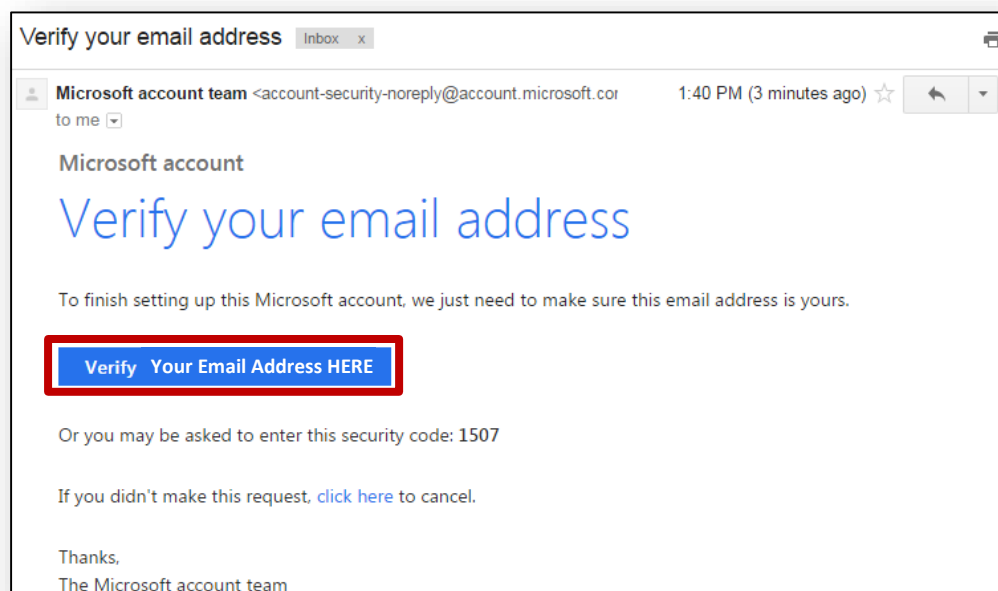 Verify your email address Inbox x
Microsoft account team <account-security-noreply@account.microsoft.cor 1:40 PM (3 minutes ago)
to me
Microsoft account
Verify your email address
To finish setting up this Microsoft account, we just need to make sure this email address is yours.
Verify Your Email Address HERE
Or you may be asked to enter this security code: 1507
If you didn't make this request, click here to cancel.
Thanks,
The Microsoft account team